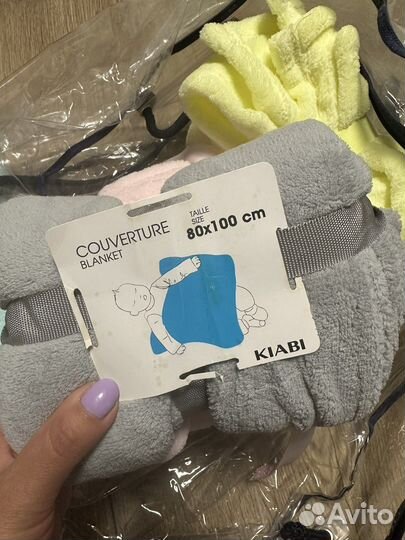 COUVERTURE
BLANKET
TAILLE
SIZE
80x100 cm
KIABI
Avito